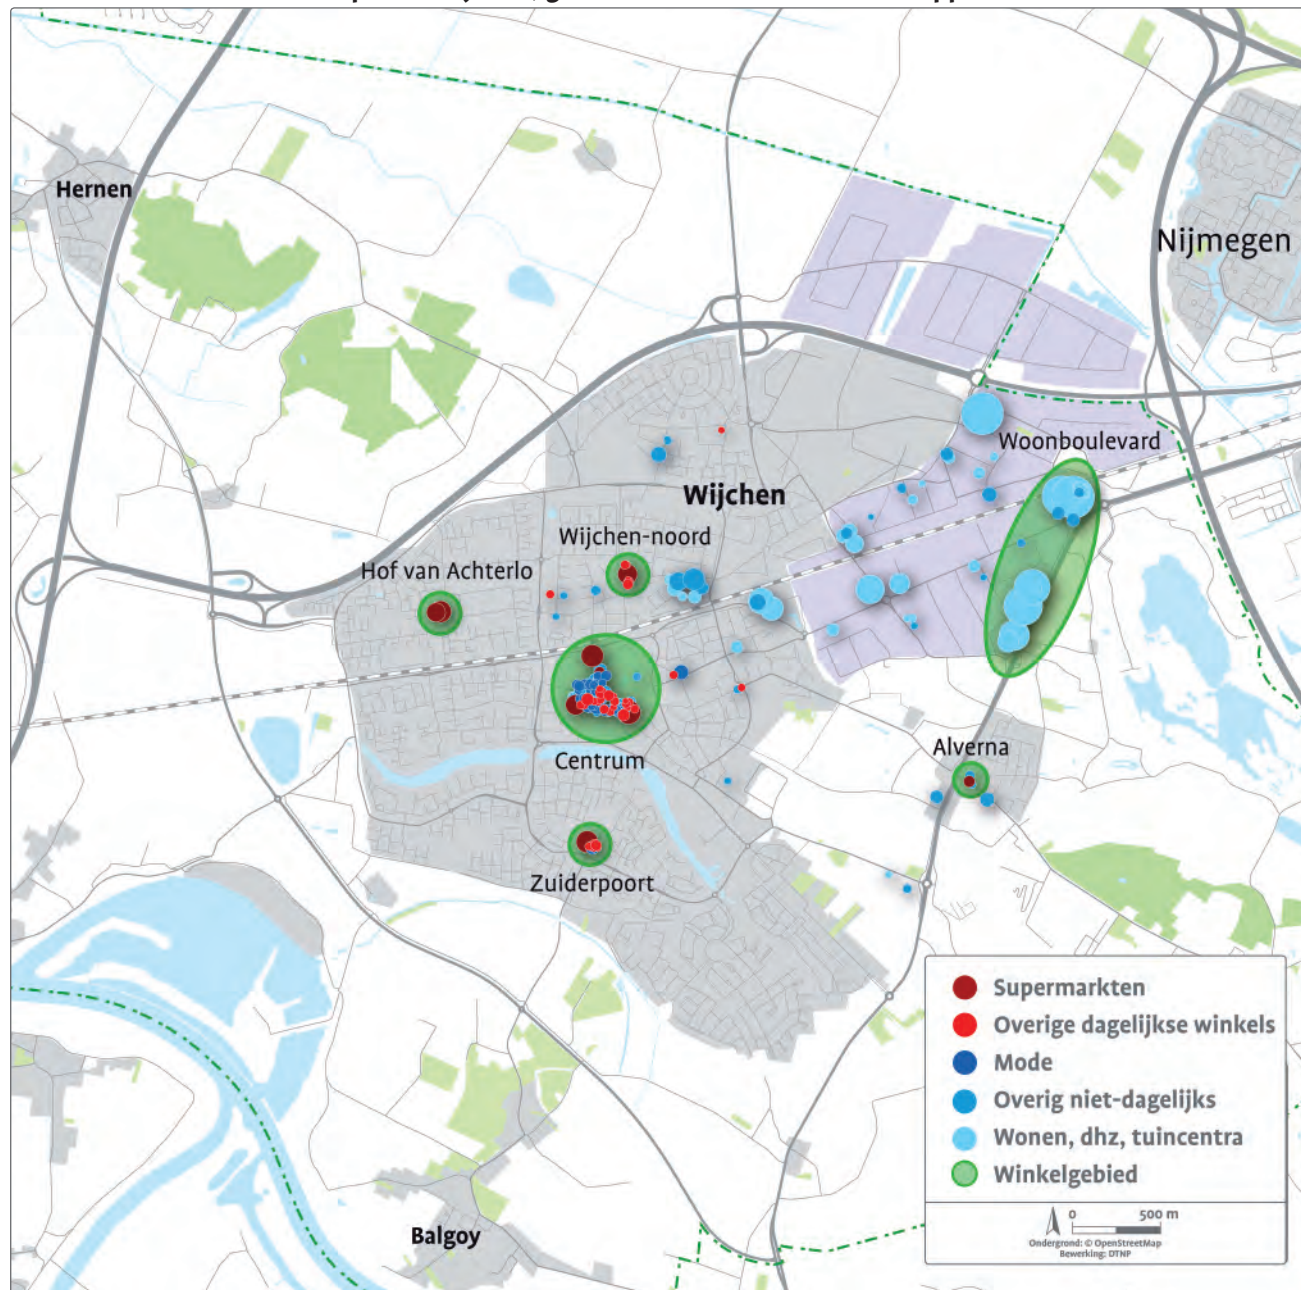 Hernen
Nijmegen
Woonboulevard
Wijchen
Wijchen-noord
Hof van Achterlo
Centrum
Alverna
Zuiderpoort
Balgoy
Supermarkten
Overige dagelijkse winkels
Mode
Overig niet-dagelijks
Wonen, dhz, tuincentra
Winkelgebied
0 500 m
Ondergrond: © OpenStreetMap
Bewerking: DTNP